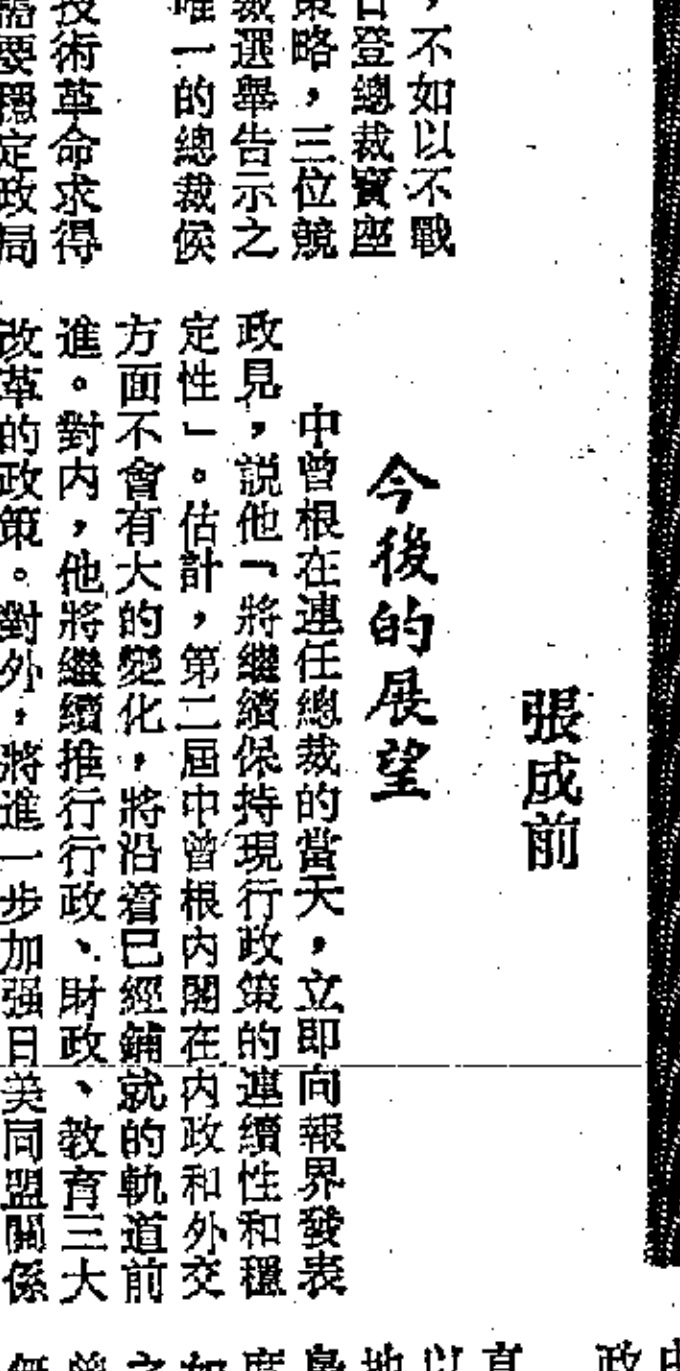 ，不如以不戰
登總裁寶座
策略，三位競
裁選舉告示之
唯一的總裁候
技術革命求得
需要穩定政局
張成前
今後的展望
中曾根在連任總裁的當天，立即向報界發表
政見，説他「將繼續保持現行政策的連續性和穩
定性」。估計，第二屆中曾根内閣在内政和外交
方面不會有大的變化，將沿着已經鋪就的軌道前
進。對内，他將繼續推行行政、財政、教育三大
改革的政策。對外，將進一步加强日美同盟關係